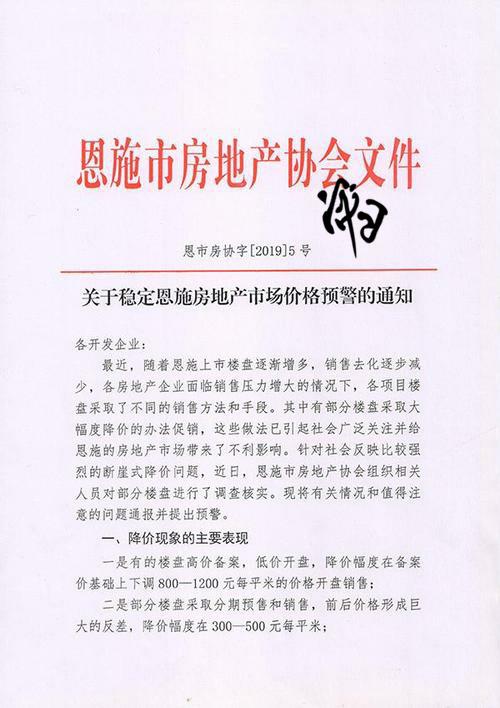 恩施市房地产协会文件
恩市房协字[2019]5号
关于稳定恩施房地产市场价格预警的通知
各开发企业：
最近，随着恩施上市楼盘逐渐增多，销售去化逐步减
少，各房地产企业面临销售压力增大的情况下，各项目楼
盘采取了不同的销售方法和手段。其中有部分楼盘采取大
幅度降价的办法促销，这些做法已引起社会广泛关注并给
恩施的房地产市场带来了不利影响。针对社会反映比较强
烈的断崖式降价问题，近日，恩施市房地产协会组织相关
人员对部分楼盘进行了调查核实。现将有关情况和值得注
意的问题通报并提出预警。
一、降价现象的主要表现
一是有的楼盘高价备案，低价开盘，降价幅度在备案
价基础上下调800—1200元每平米的价格开盘销售；
二是部分楼盘采取分期预售和销售，前后价格形成巨
大的反差，降价幅度在300—500元每平米；